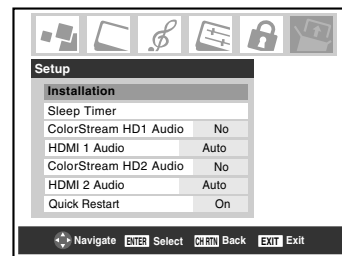 Setup
Installation
Sleep Timer
ColorStream HD1 Audio No
HDMI 1 Audio Auto
ColorStream HD2 Audio No
HDMI 2 Audio Auto
Quick Restart On
Navigate ENTER Select CH RTN Back EXIT Exit